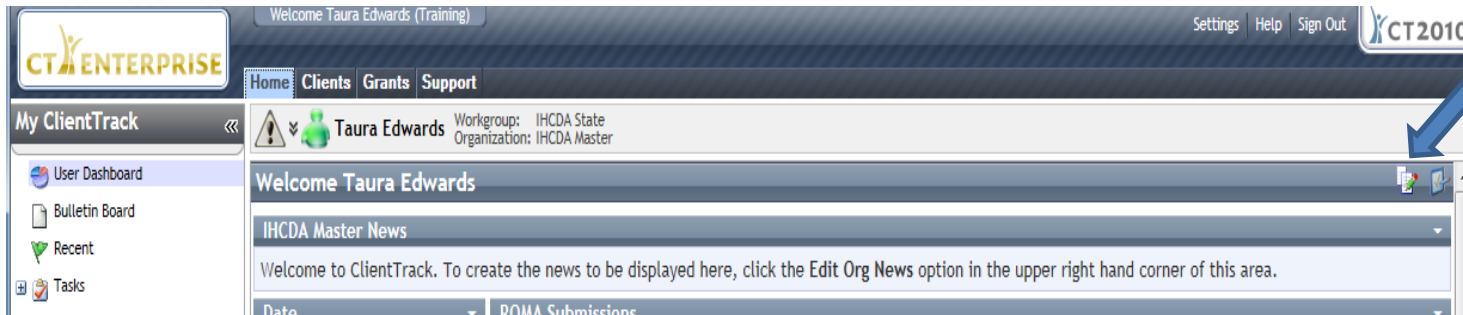 Welcome Taura Edwards (Training)
Settings | Help | Sign Out
CT2010
CT ENTERPRISE
Home Clients Grants Support
My ClientTrack
Taura Edwards
Workgroup: IHCDA State
Organization: IHCDA Master
User Dashboard
Welcome Taura Edwards
Bulletin Board
IHCDA Master News
Recent
Welcome to ClientTrack. To create the news to be displayed here, click the Edit Org News option in the upper right hand corner of this area.
Tasks
Date
ROMA Submissions